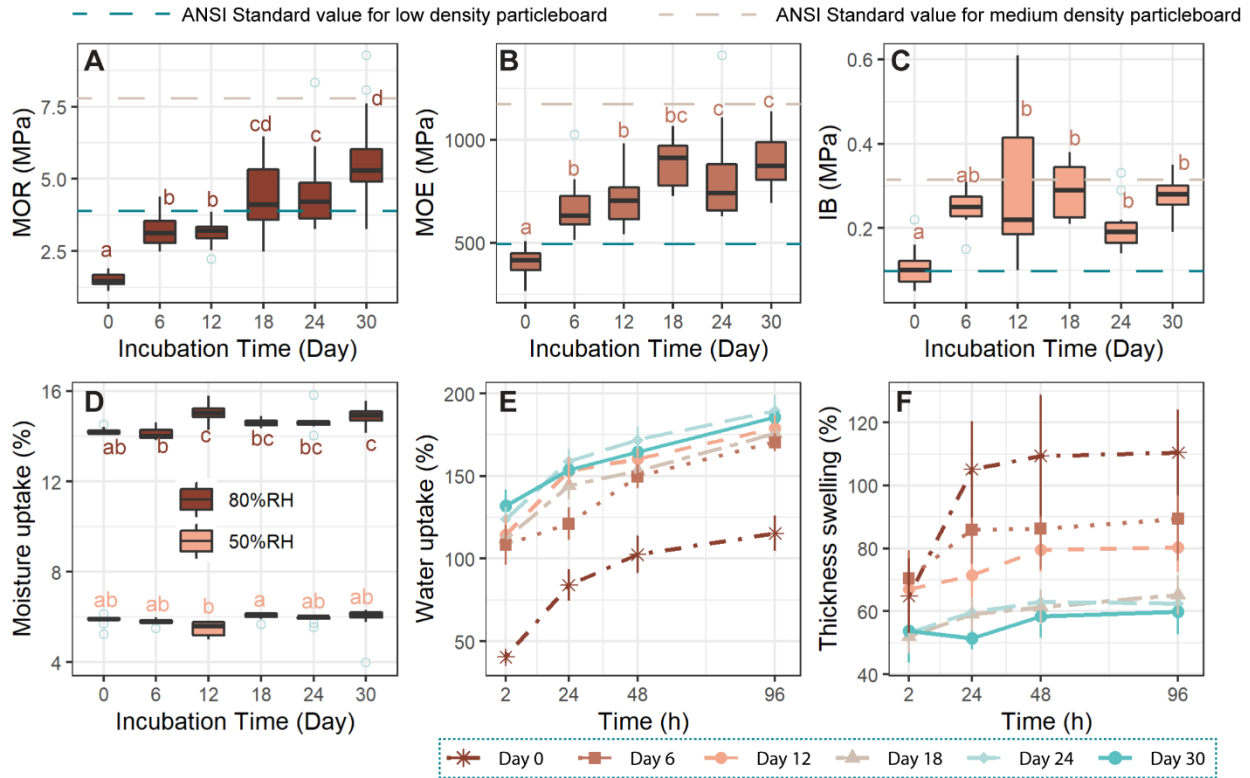 ANSI Standard value for low density particleboard
ANSI Standard value for medium density particleboard
A
MOR (MPa)
7.5
5.0
2.5
a
b
b
cd
c
d
0 6 12 18 24 30
Incubation Time (Day)
B
MOE (MPa)
1000
500
a
b
b
bc
c
c
0 6 12 18 24 30
Incubation Time (Day)
C
IB (MPa)
0.6
0.4
0.2
a
ab
b
b
b
b
0 6 12 18 24 30
Incubation Time (Day)
D
Moisture uptake (%)
16
12
8
4
ab b c bc bc c
80%RH
50%RH
ab ab b a ab ab
0 6 12 18 24 30
Incubation Time (Day)
E
Water uptake (%)
200
150
100
50
2 24 48 96
Time (h)
F
Thickness swelling (%)
120
100
80
60
40
2 24 48 96
Time (h)
Day 0 Day 6 Day 12 Day 18 Day 24 Day 30